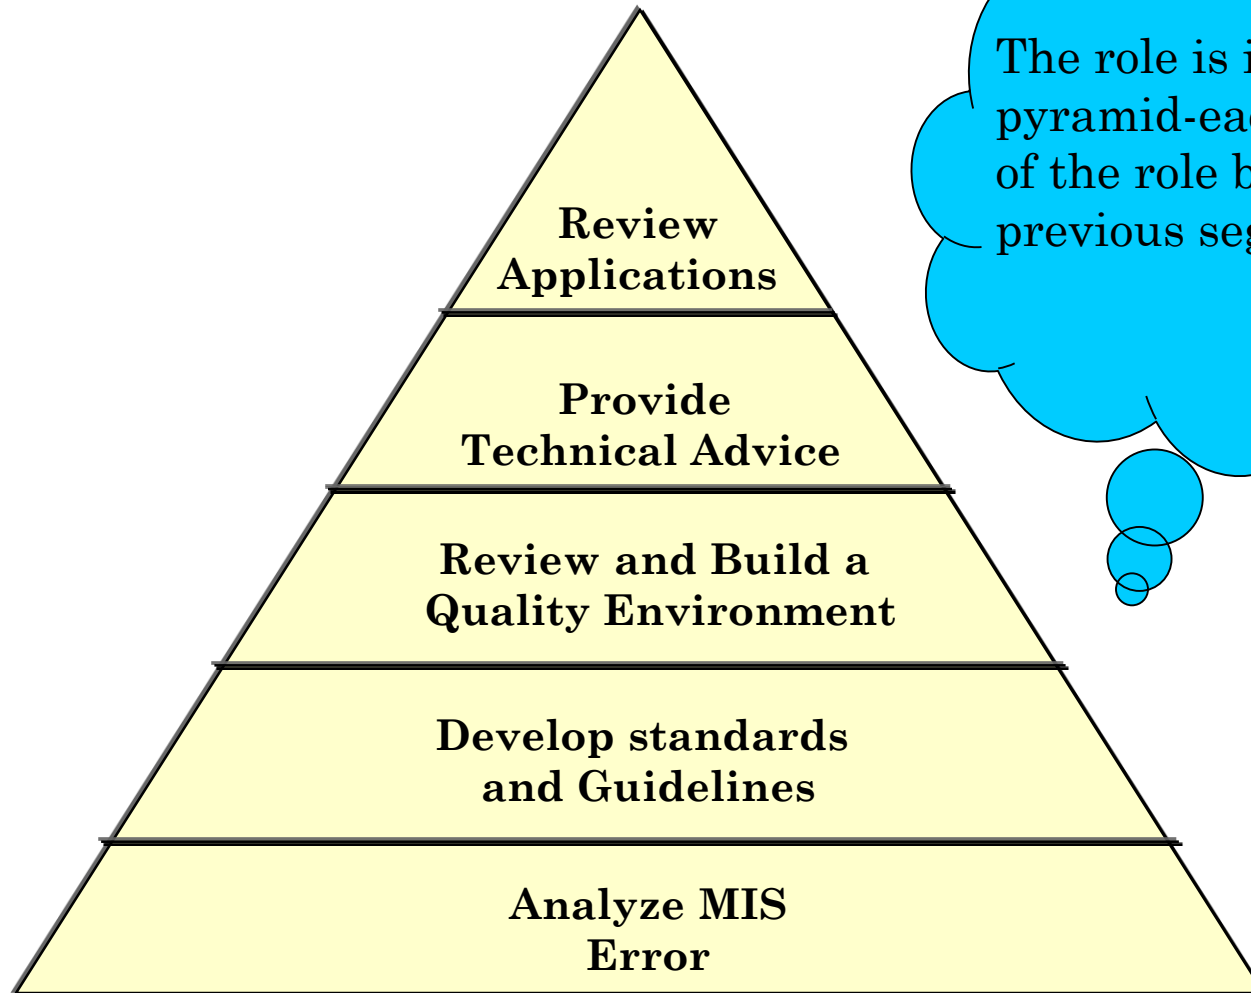 Review
Applications
Provide
Technical Advice
Review and Build a
Quality Environment
Develop standards
and Guidelines
Analyze MIS
Error
The role is
pyramid-
of the role
previous